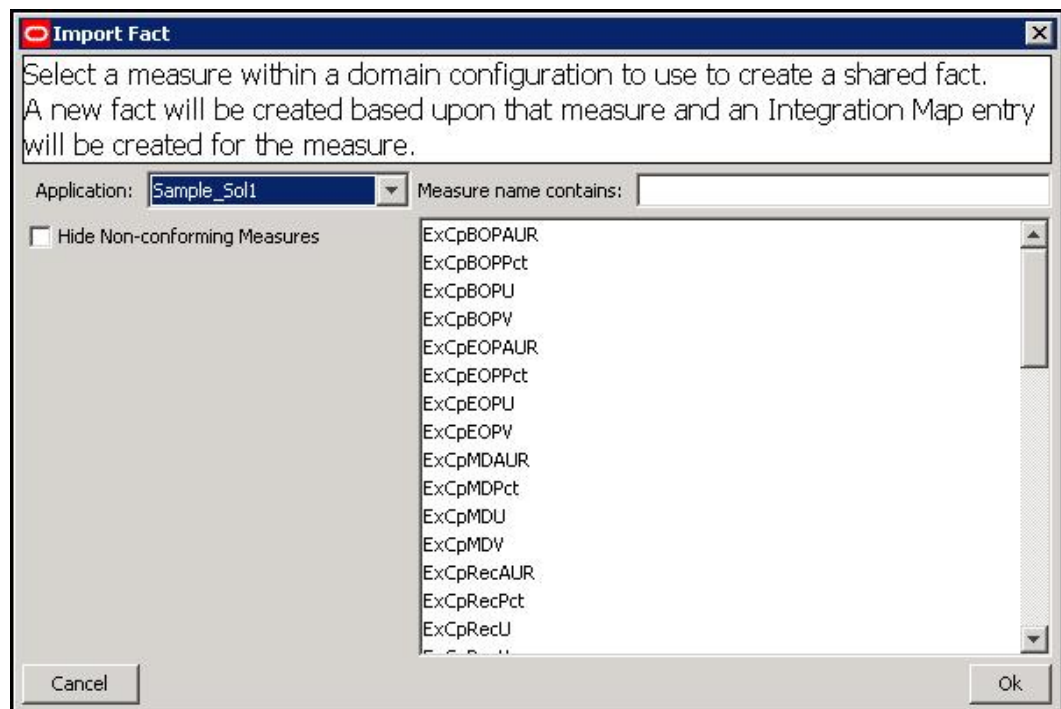 Import Fact
Select a measure within a domain configuration to use to create a shared fact.
A new fact will be created based upon that measure and an Integration Map entry
will be created for the measure.
Application: Sample_Sol1 Measure name contains:
Hide Non-conforming Measures
ExCpBOPAUR
ExCpBOPPct
ExCpBOPU
ExCpBOPV
ExCpEOPAUR
ExCpEOPPct
ExCpEOPU
ExCpEOPV
ExCpMDAUR
ExCpMDPct
ExCpMDU
ExCpMDV
ExCpRecAUR
ExCpRecPct
ExCpRecU
Cancel Ok